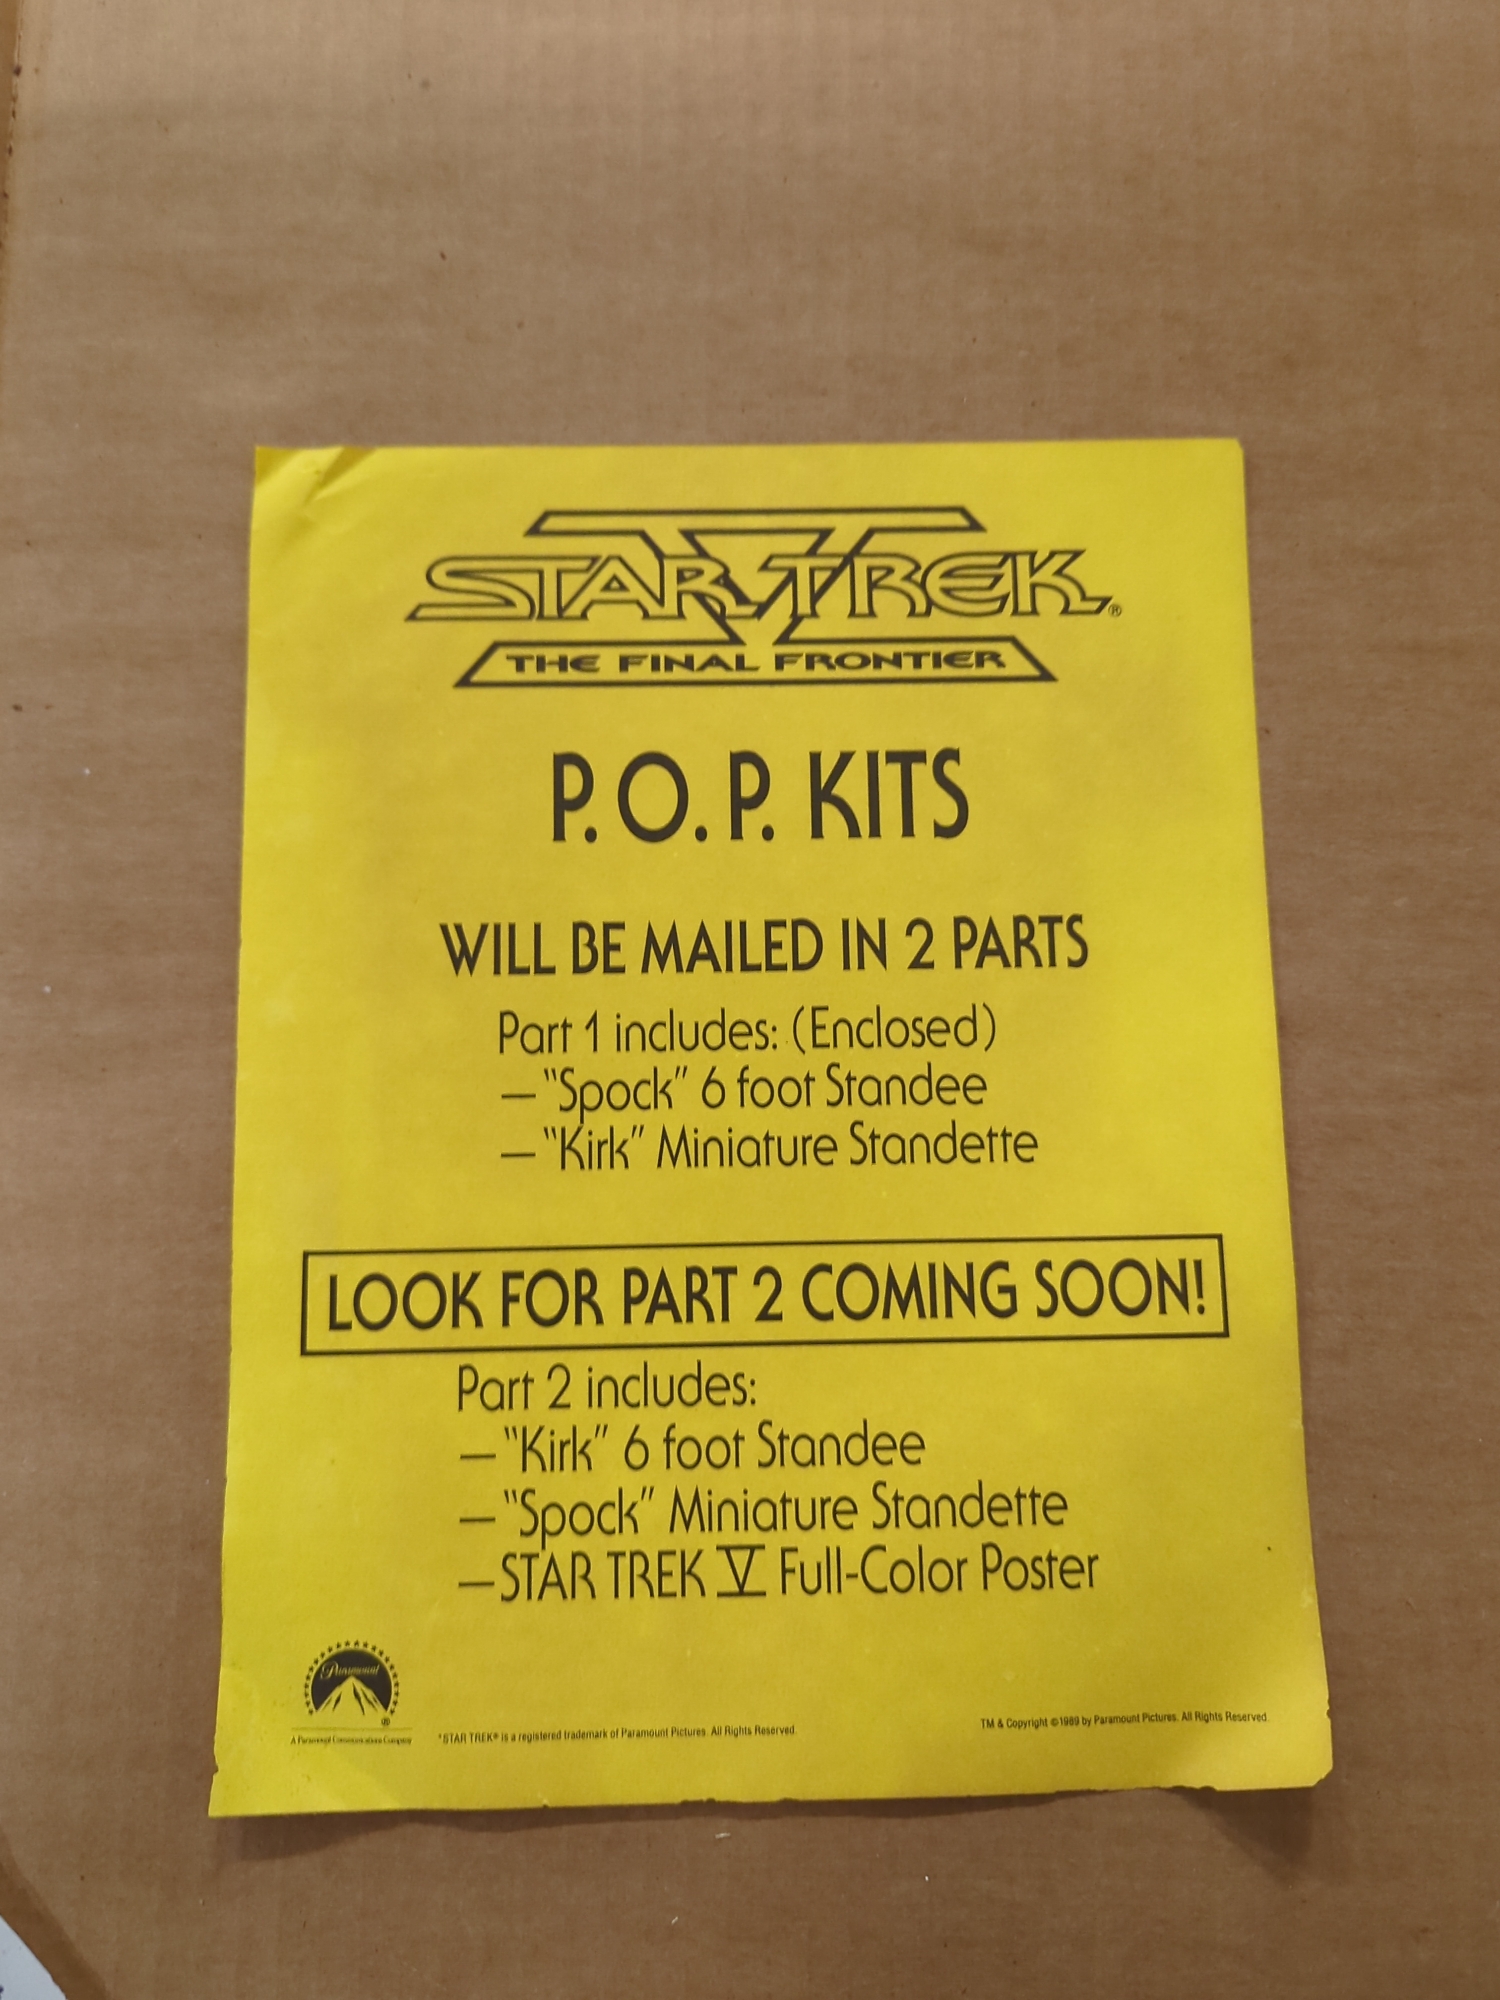 STAR TREK®
V
THE FINAL FRONTIER
P.O.P. KITS
WILL BE MAILED IN 2 PARTS
Part 1 includes: (Enclosed)
— "Spock" 6 foot Standee
— "Kirk" Miniature Standette
LOOK FOR PART 2 COMING SOON!
Part 2 includes:
— "Kirk" 6 foot Standee
— "Spock" Miniature Standette
— STAR TREK V Full-Color Poster
Paramount
®
A Paramount Communications Company
*STAR TREK® is a registered trademark of Paramount Pictures. All Rights Reserved.
TM & Copyright ©1989 by Paramount Pictures. All Rights Reserved.